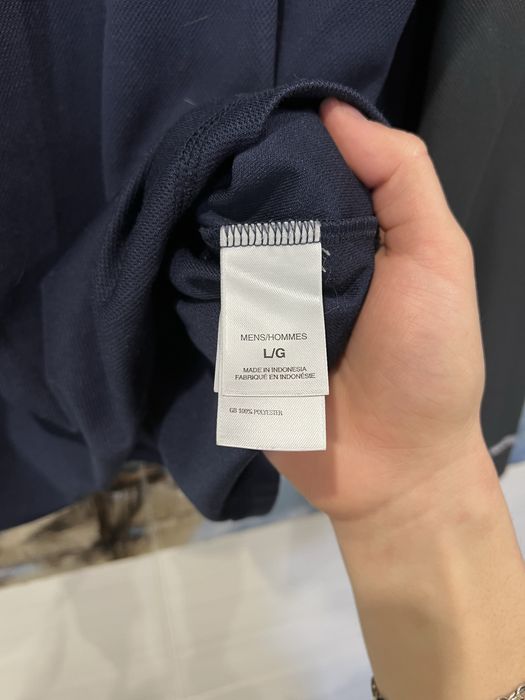 MENS/HOMMES
L/G
MADE IN INDONESIA
FABRIQUÉ EN INDONÉSIE
GB 100% POLYESTER